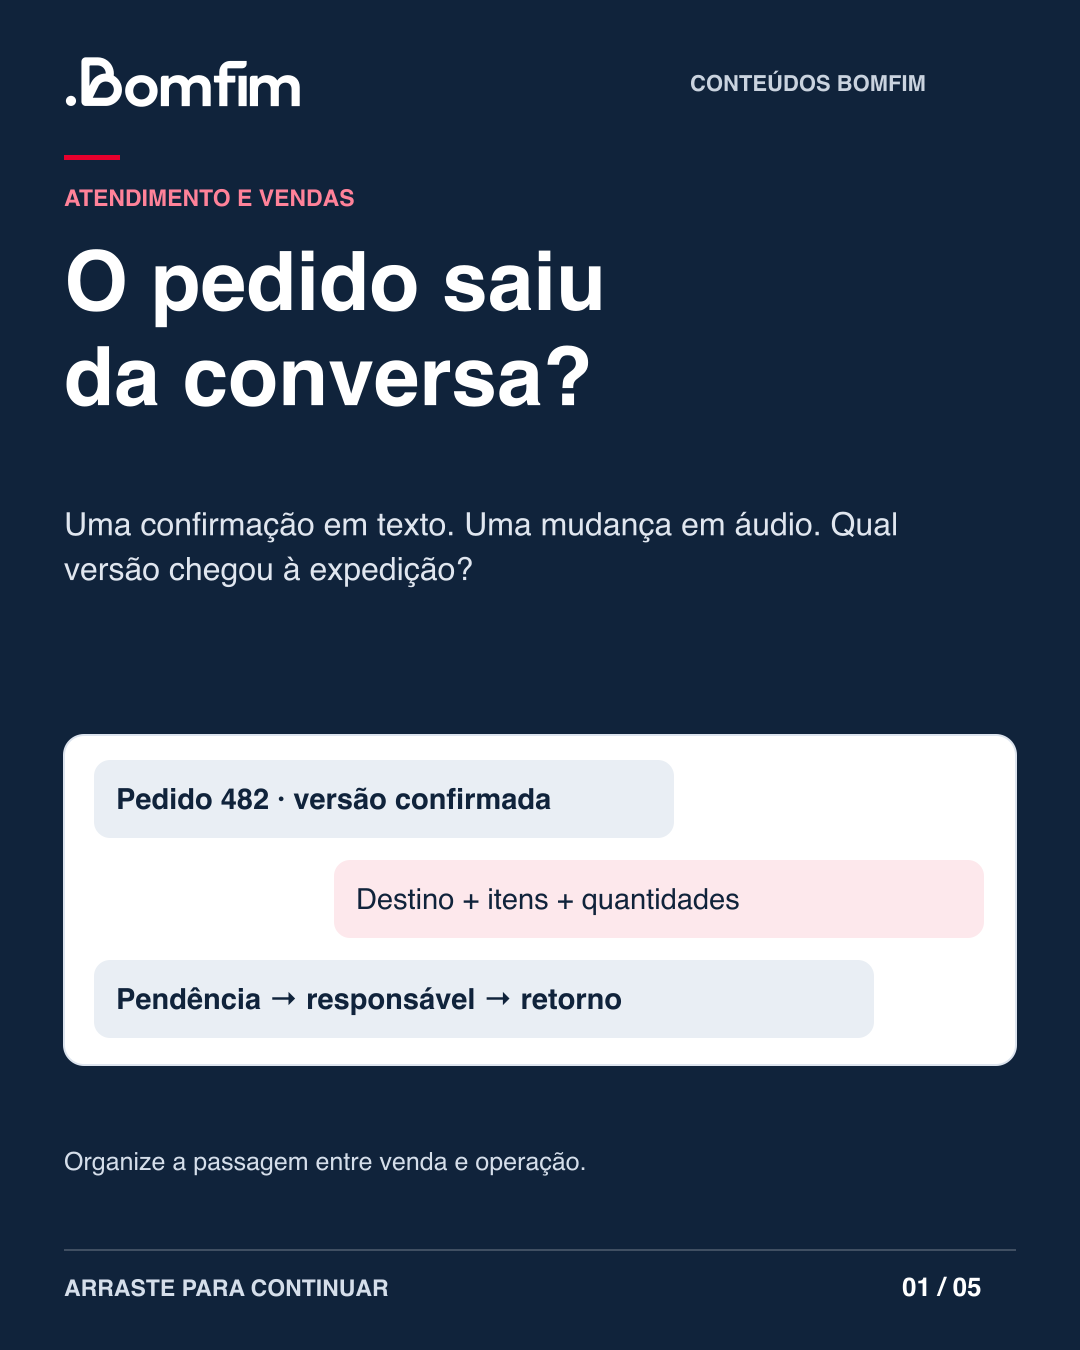 .Bomfim
CONTEÚDOS BOMFIM
ATENDIMENTO E VENDAS
O pedido saiu
da conversa?
Uma confirmação em texto. Uma mudança em áudio. Qual
versão chegou à expedição?
Pedido 482 · versão confirmada
Destino + itens + quantidades
Pendência → responsável → retorno
Organize a passagem entre venda e operação.
ARRASTE PARA CONTINUAR
01 / 05